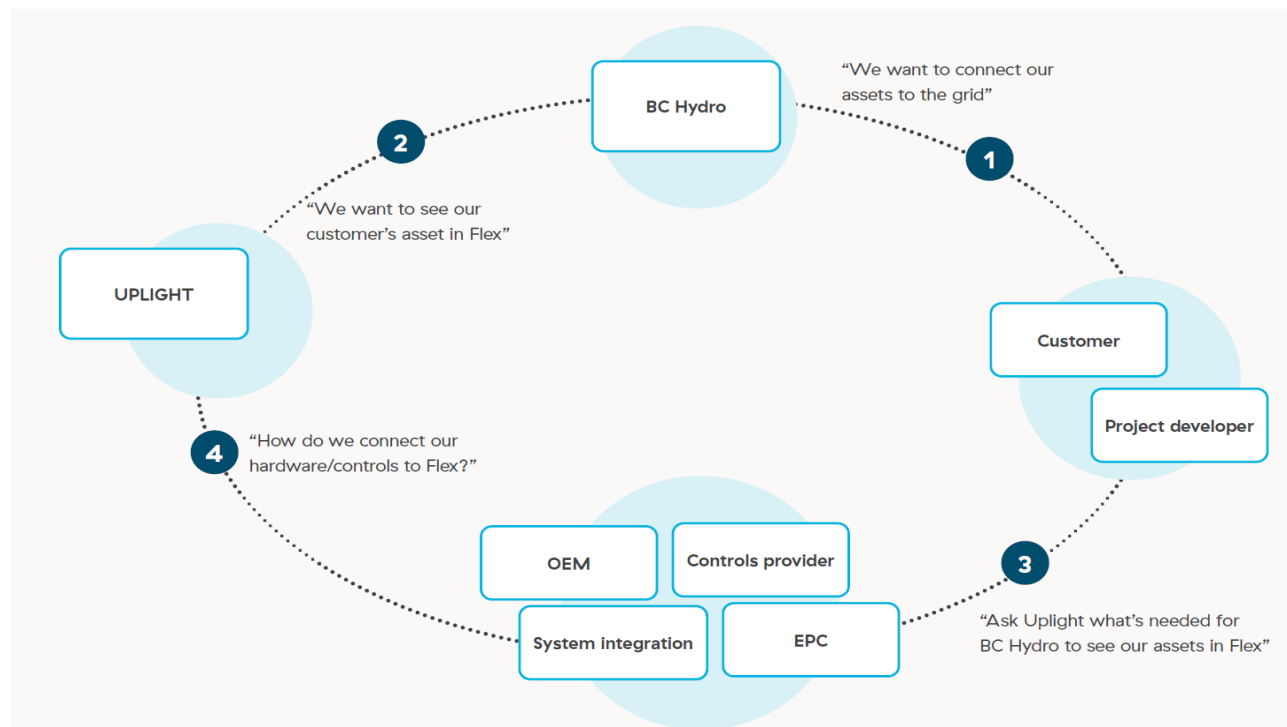 BC Hydro
“We want to connect our
assets to the grid”
1
2
“We want to see our
customer’s asset in Flex”
UPLIGHT
Customer
Project developer
4
“How do we connect our
hardware/controls to Flex?”
OEM
Controls provider
System integration
EPC
3
“Ask Uplight what’s needed for
BC Hydro to see our assets in Flex”